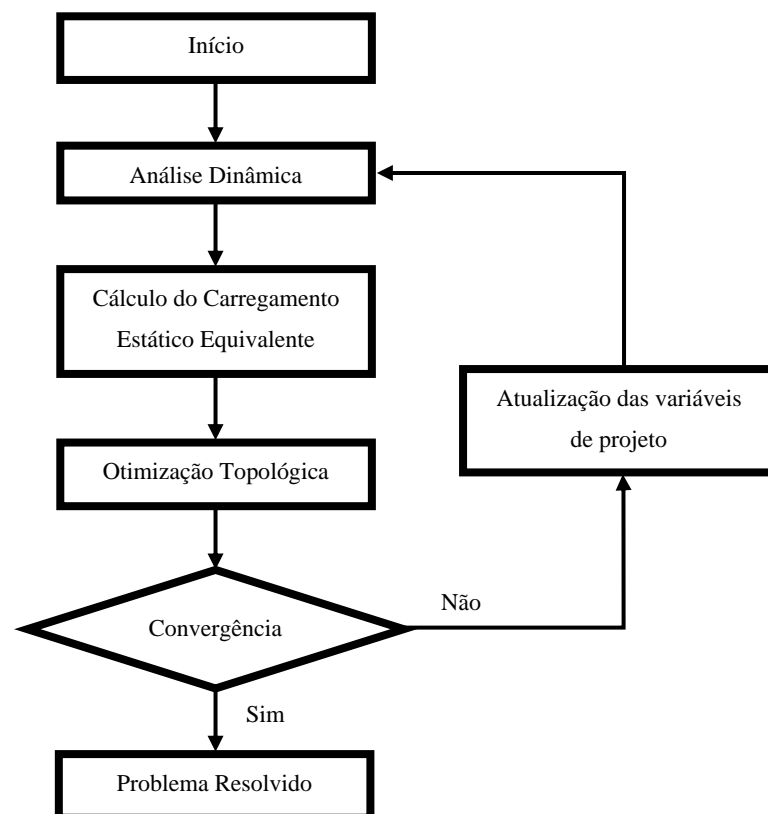 Início
Análise Dinâmica
Cálculo do Carregamento
Estático Equivalente
Atualização das variáveis
de projeto
Otimização Topológica
Não
Convergência
Sim
Problema Resolvido